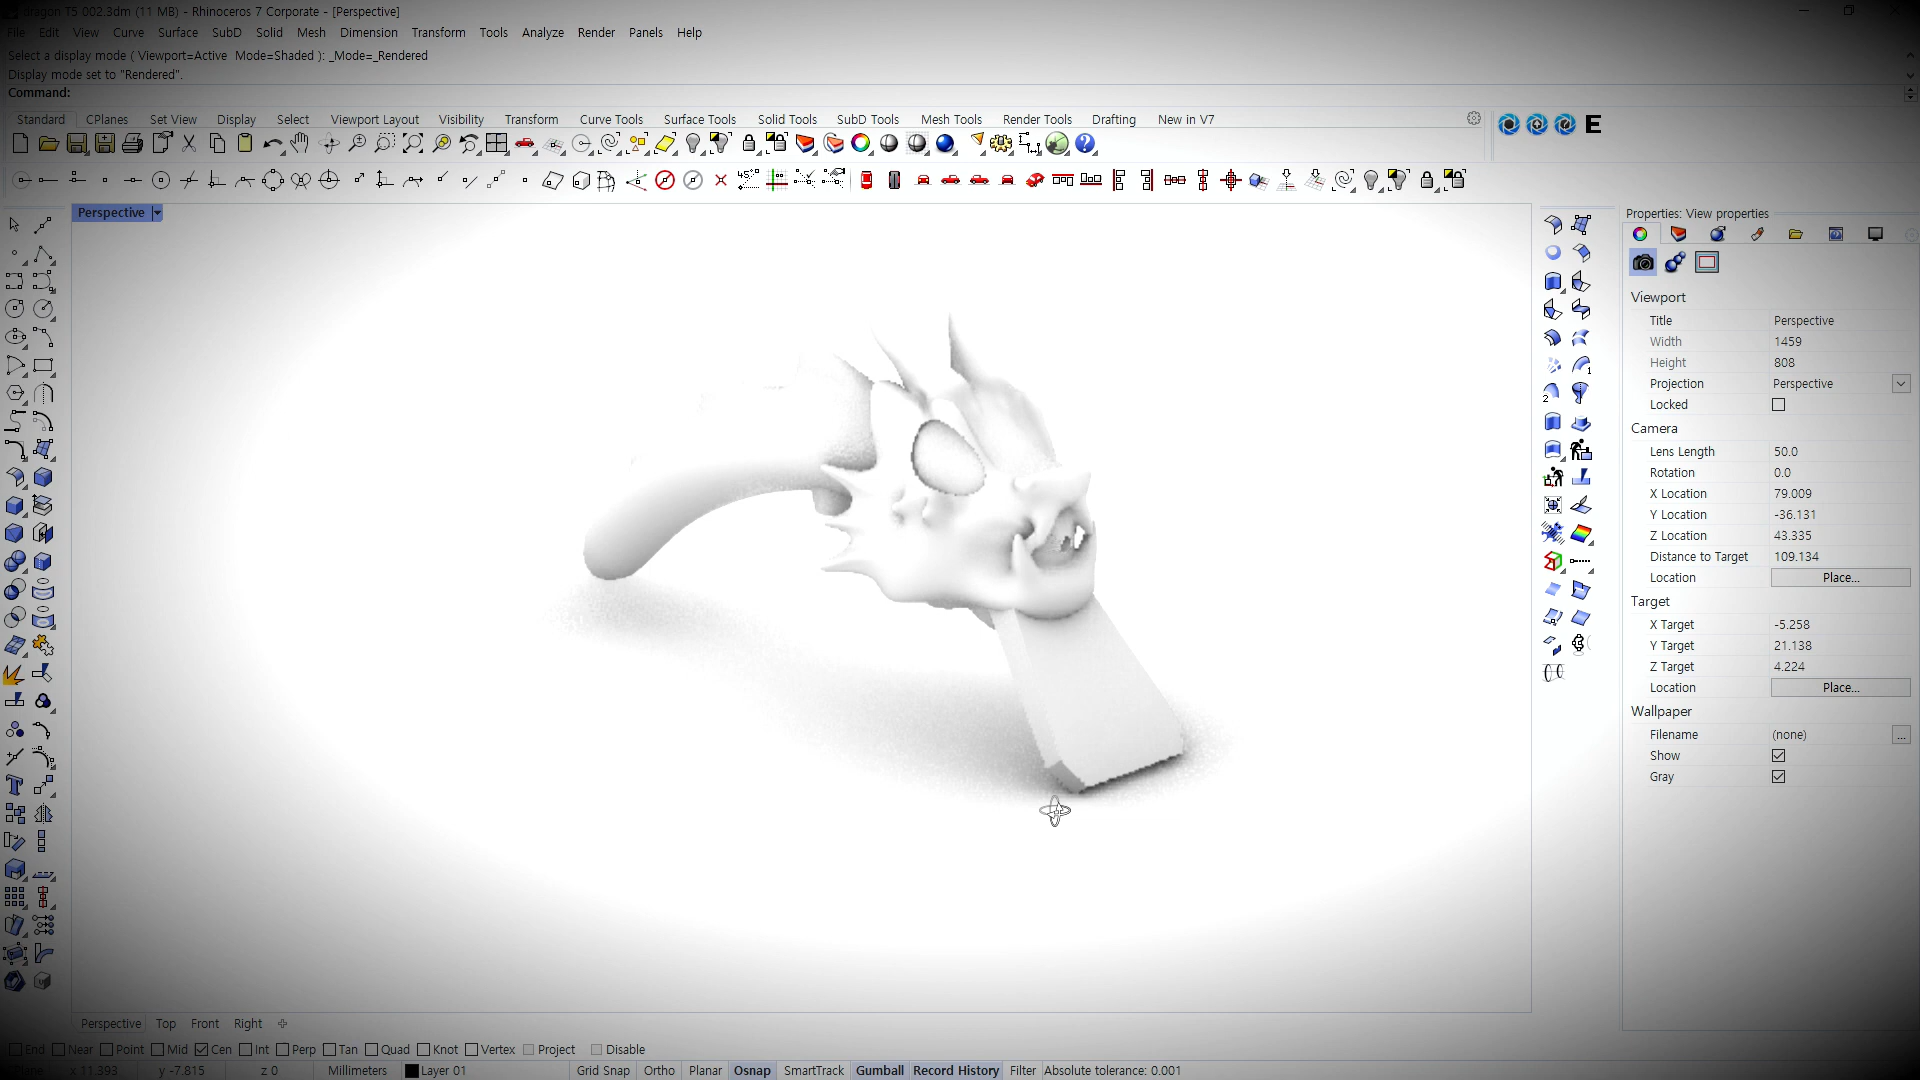 dragon T5 002.3dm (11 MB) - Rhinoceros 7 Corporate - [Perspective]
File Edit View Curve Surface SubD Solid Mesh Dimension Transform Tools Analyze Render Panels Help
Select a display mode ( Viewport=Active Mode=Shaded ): _Mode=_Rendered
Display mode set to "Rendered".
Command:
Standard CPlanes Set View Display Select Viewport Layout Visibility Transform Curve Tools Surface Tools Solid Tools SubD Tools Mesh Tools Render Tools Drafting New in V7
E
45°
Perspective
Properties: View properties
Viewport
Title Perspective
Width 1459
Height 808
Projection Perspective
Locked
Camera
Lens Length 50.0
Rotation 0.0
X Location 79.009
Y Location -36.131
Z Location 43.335
Distance to Target 109.134
Location Place...
Target
X Target -5.258
Y Target 21.138
Z Target 4.224
Location Place...
Wallpaper
Filename (none) ...
Show
Gray
1
2
Perspective Top Front Right
End Near Point Mid Cen Int Perp Tan Quad Knot Vertex Project Disable
CPlane x 11.393 y -7.815 z 0 Millimeters Layer 01 Grid Snap Ortho Planar Osnap SmartTrack Gumball Record History Filter Absolute tolerance: 0.001